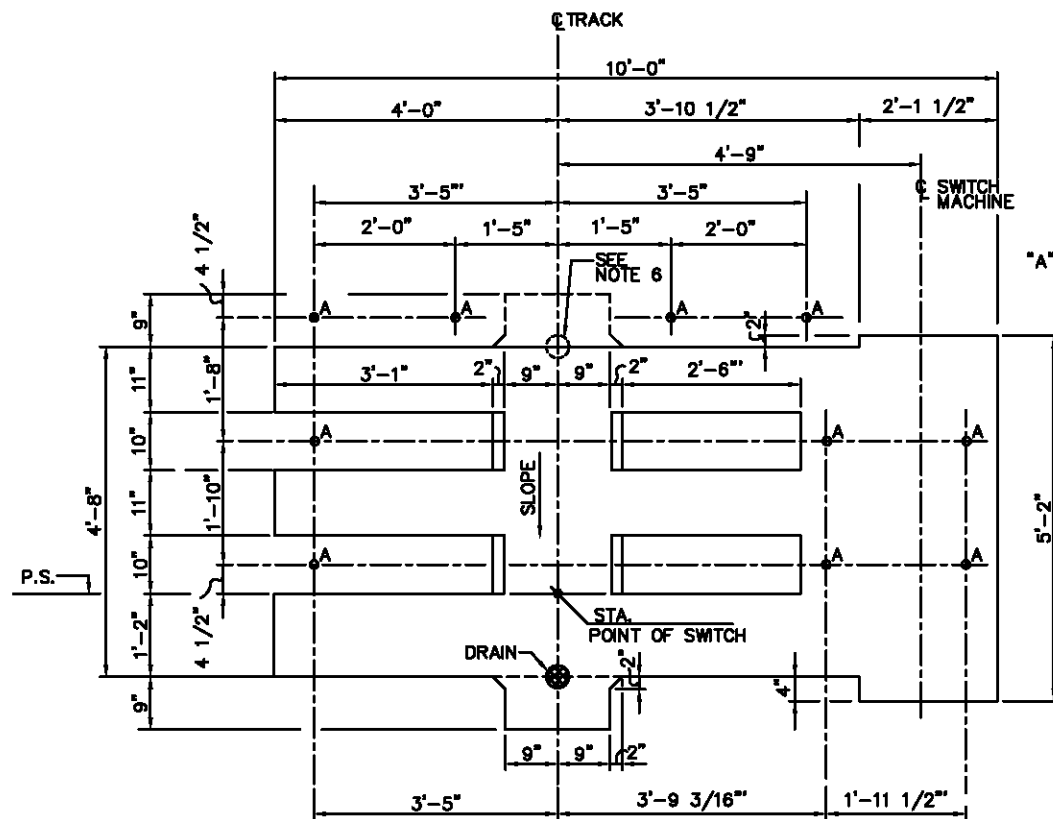 ℄ TRACK
10'-0"
4'-0"
3'-10 1/2"
2'-1 1/2"
4'-9"
℄ SWITCH
MACHINE
3'-5"'
3'-5"
2'-0"
1'-5"
1'-5"
2'-0"
4 1/2"
SEE
NOTE 6
"A"
A
A
A
A
9"
2"
1'-8"
11"
3'-1"
2"
9"
9"
2"
2'-6"'
A
A
A
10"
SLOPE
4'-8"
11"
1'-10"
5'-2"
10"
A
A
A
P.S.
STA.
POINT OF SWITCH
1'-2"
4 1/2"
DRAIN
2"
4"
9"
9"
9"
2"
3'-5"
3'-9 3/16"'
1'-11 1/2"'